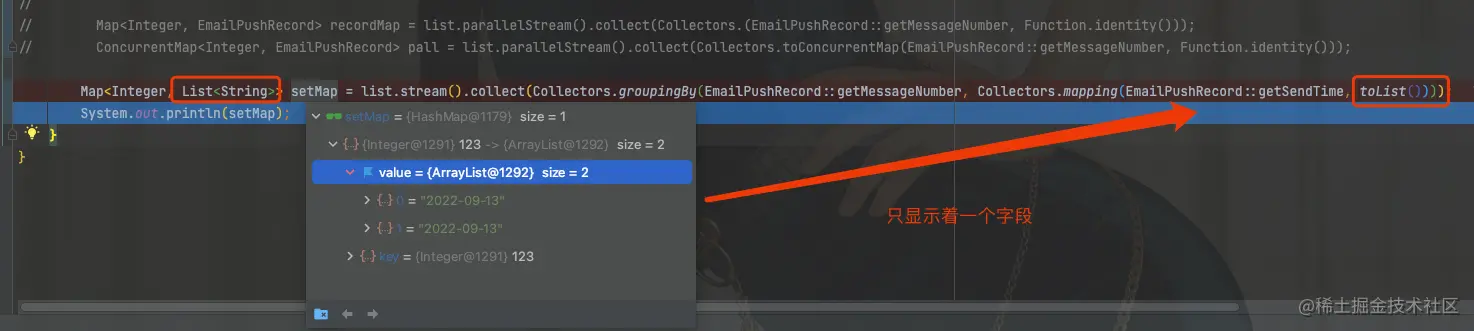 //
// Map<Integer, EmailPushRecord> recordMap = list.parallelStream().collect(Collectors.(EmailPushRecord::getMessageNumber, Function.identity()));
// ConcurrentMap<Integer, EmailPushRecord> pall = list.parallelStream().collect(Collectors.toConcurrentMap(EmailPushRecord::getMessageNumber, Function.identity()));
Map<Integer, List<String>> setMap = list.stream().collect(Collectors.groupingBy(EmailPushRecord::getMessageNumber, Collectors.mapping(EmailPushRecord::getSendTime, toList())));
System.out.println(setMap);
}
}
setMap = {HashMap@1179} size = 1
{Integer@1291} 123 -> {ArrayList@1292} size = 2
value = {ArrayList@1292} size = 2
0 = "2022-09-13"
1 = "2022-09-13"
key = {Integer@1291} 123
只显示着一个字段
@稀土掘金技术社区